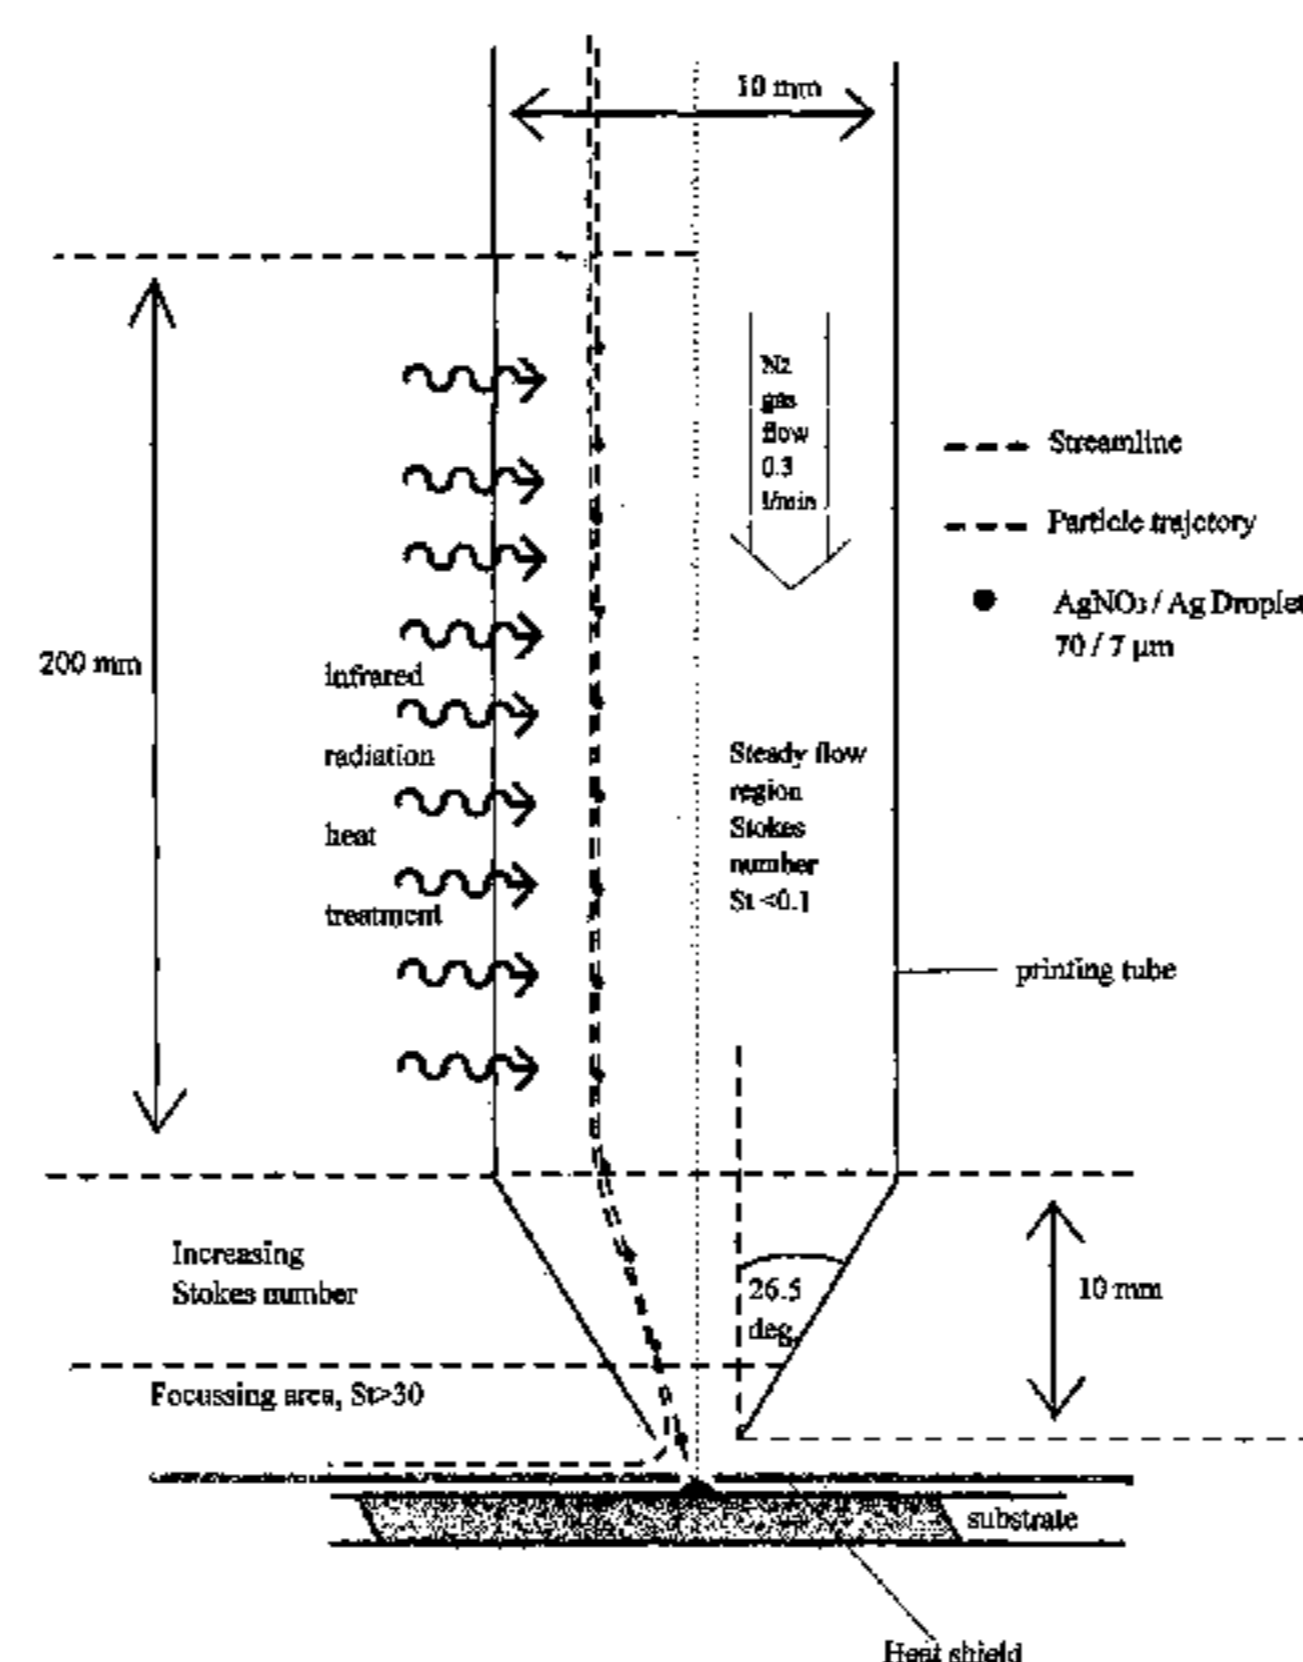 10 mm
N2
gas
flow
0.3
l/min
Streamline
Particle trajctory
AgNO3 / Ag Droplet
70 / 7 µm
200 mm
infrared
radiation
heat
treatment
Steady flow
region
Stokes
number
St <0.1
printing tube
Increasing
Stokes number
26.5
deg.
10 mm
Focussing area, St>30
substrate
Heat shield